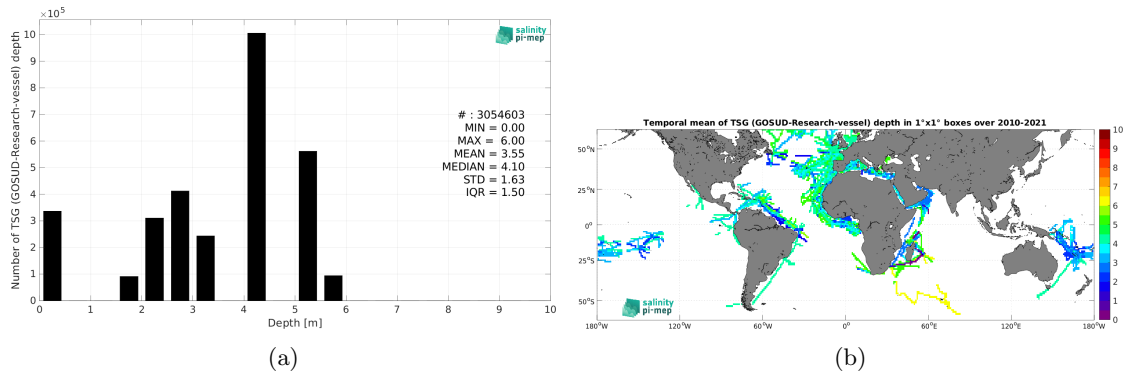 ×10⁵
10
9
8
7
6
5
4
3
2
1
0
Number of TSG (GOSUD-Research-vessel) depth
salinity
pi-mep
# : 3054603
MIN = 0.00
MAX = 6.00
MEAN = 3.55
MEDIAN = 4.10
STD = 1.63
IQR = 1.50
0 1 2 3 4 5 6 7 8 9 10
Depth [m]
(a)
Temporal mean of TSG (GOSUD-Research-vessel) depth in 1°x1° boxes over 2010-2021
50°N
25°N
0°
25°S
50°S
salinity
pi-mep
180°W 120°W 60°W 0° 60°E 120°E 180°W
10
9
8
7
6
5
4
3
2
1
0
(b)